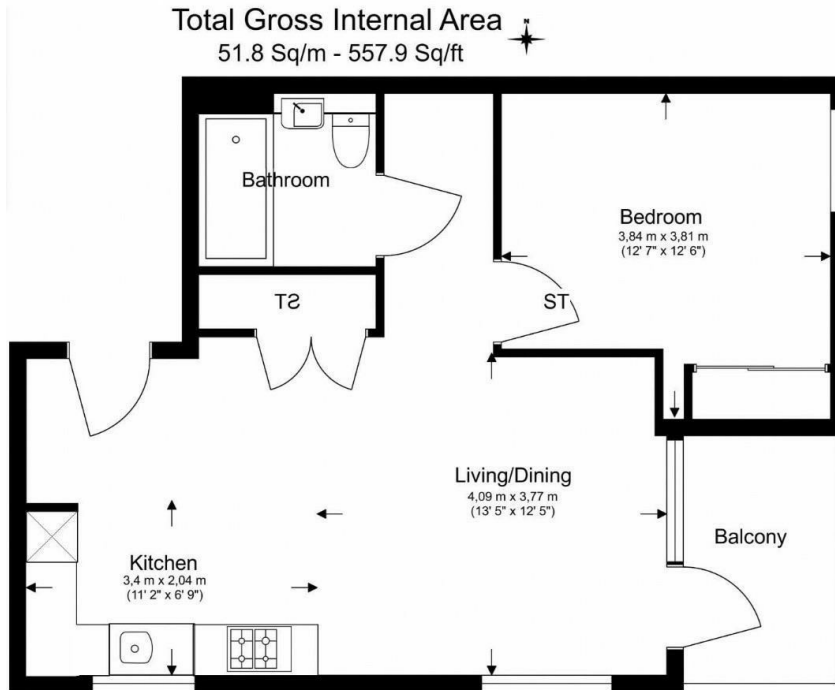 Total Gross Internal Area
51.8 Sq/m - 557.9 Sq/ft
N
Bathroom
Bedroom
3,84 m x 3,81 m
(12' 7" x 12' 6")
ST
ST
Living/Dining
4,09 m x 3,77 m
(13' 5" x 12' 5")
Balcony
Kitchen
3,4 m x 2,04 m
(11' 2" x 6' 9")